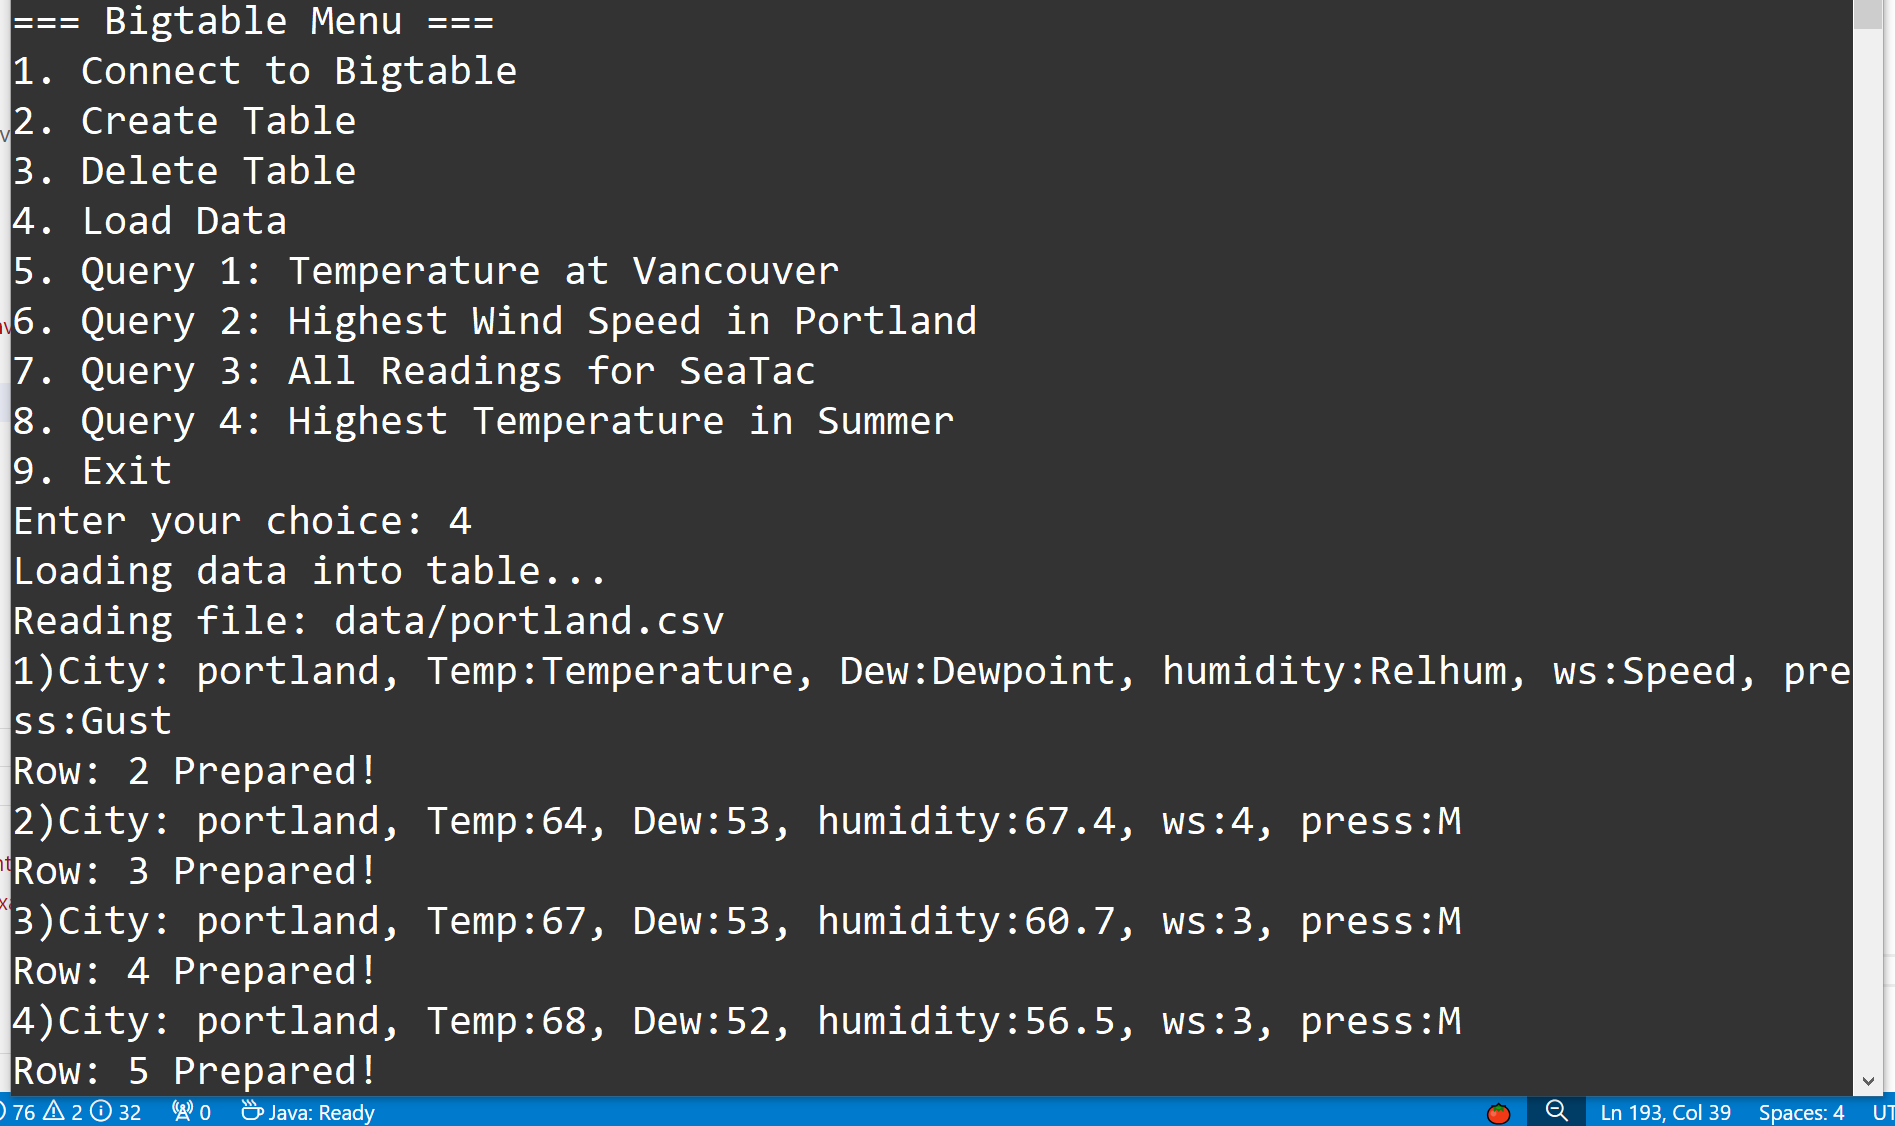 === Bigtable Menu ===
1. Connect to Bigtable
2. Create Table
3. Delete Table
4. Load Data
5. Query 1: Temperature at Vancouver
6. Query 2: Highest Wind Speed in Portland
7. Query 3: All Readings for SeaTac
8. Query 4: Highest Temperature in Summer
9. Exit
Enter your choice: 4
Loading data into table...
Reading file: data/portland.csv
1)City: portland, Temp:Temperature, Dew:Dewpoint, humidity:Relhum, ws:Speed, pre
ss:Gust
Row: 2 Prepared!
2)City: portland, Temp:64, Dew:53, humidity:67.4, ws:4, press:M
Row: 3 Prepared!
3)City: portland, Temp:67, Dew:53, humidity:60.7, ws:3, press:M
Row: 4 Prepared!
4)City: portland, Temp:68, Dew:52, humidity:56.5, ws:3, press:M
Row: 5 Prepared!
76 2 32 0 Java: Ready Ln 193, Col 39 Spaces: 4